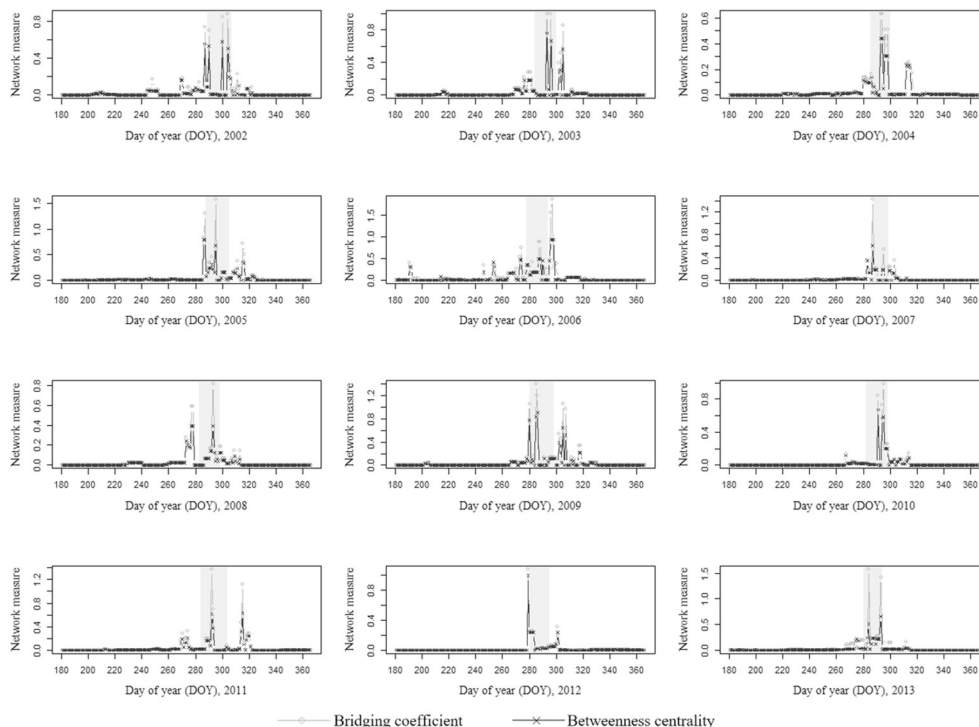 Network measure
0.0 0.4 0.8
180 200 220 240 260 280 300 320 340 360
Day of year (DOY), 2002
Network measure
0.0 0.4 0.8
180 200 220 240 260 280 300 320 340 360
Day of year (DOY), 2003
Network measure
0.0 0.2 0.4 0.6
180 200 220 240 260 280 300 320 340 360
Day of year (DOY), 2004
Network measure
0.0 0.5 1.0 1.5
180 200 220 240 260 280 300 320 340 360
Day of year (DOY), 2005
Network measure
0.0 0.5 1.0 1.5
180 200 220 240 260 280 300 320 340 360
Day of year (DOY), 2006
Network measure
0.0 0.4 0.8 1.2
180 200 220 240 260 280 300 320 340 360
Day of year (DOY), 2007
Network measure
0.0 0.2 0.4 0.6 0.8
180 200 220 240 260 280 300 320 340 360
Day of year (DOY), 2008
Network measure
0.0 0.4 0.8 1.2
180 200 220 240 260 280 300 320 340 360
Day of year (DOY), 2009
Network measure
0.0 0.4 0.8
180 200 220 240 260 280 300 320 340 360
Day of year (DOY), 2010
Network measure
0.0 0.4 0.8 1.2
180 200 220 240 260 280 300 320 340 360
Day of year (DOY), 2011
Network measure
0.0 0.4 0.8
180 200 220 240 260 280 300 320 340 360
Day of year (DOY), 2012
Network measure
0.0 0.5 1.0 1.5
180 200 220 240 260 280 300 320 340 360
Day of year (DOY), 2013
Bridging coefficient Betweenness centrality